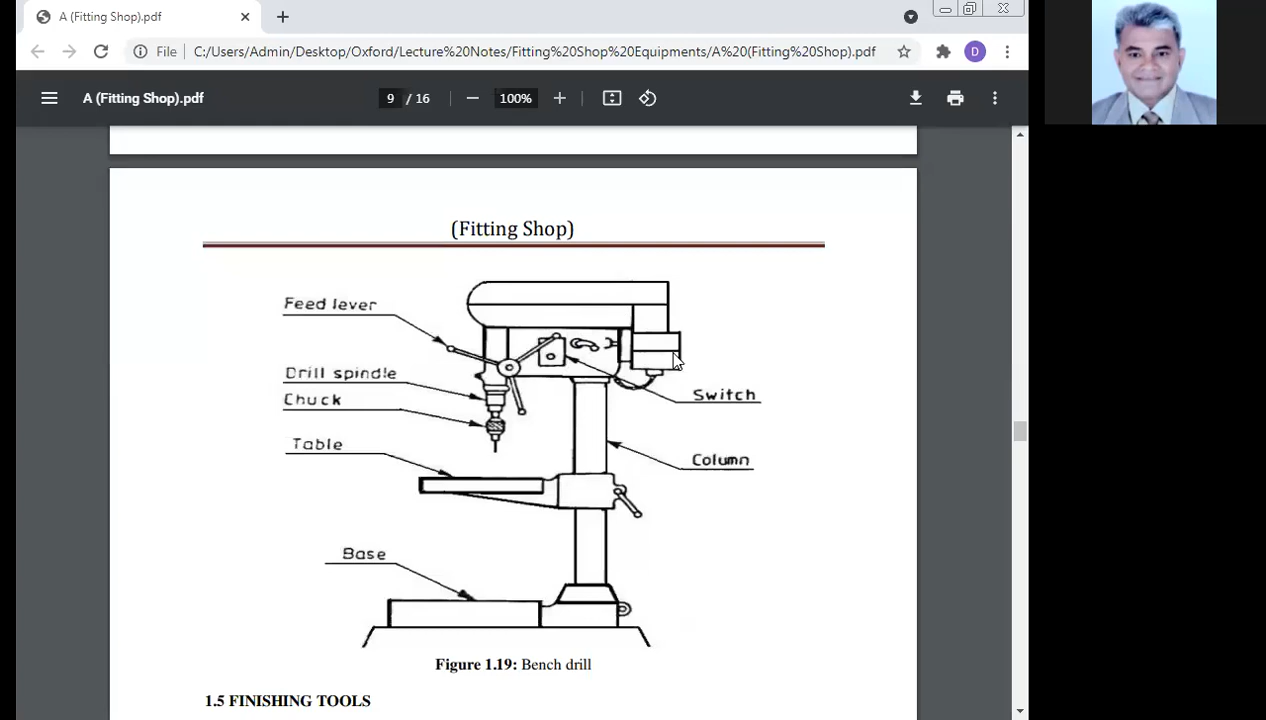 A (Fitting Shop).pdf
File C:/Users/Admin/Desktop/Oxford/Lecture%20Notes/Fitting%20Shop%20Equipments/A%20(Fitting%20Shop).pdf
D
A (Fitting Shop).pdf
9 / 16
100%
(Fitting Shop)
Feed lever
Drill spindle
Chuck
Switch
Table
Column
Base
Figure 1.19: Bench drill
1.5 FINISHING TOOLS